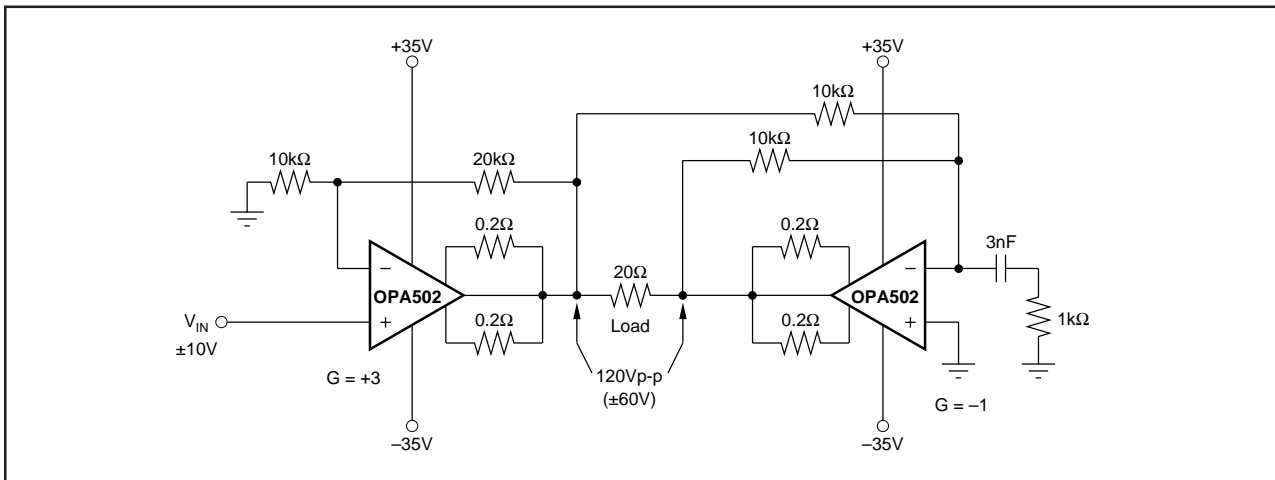 +35V
+35V
10kΩ
10kΩ
10kΩ
20kΩ
0.2Ω
0.2Ω
3nF
–
20Ω
–
OPA502
OPA502
VIN
±10V
+
Load
+
0.2Ω
0.2Ω
1kΩ
G = +3
120Vp-p
(±60V)
G = –1
–35V
–35V